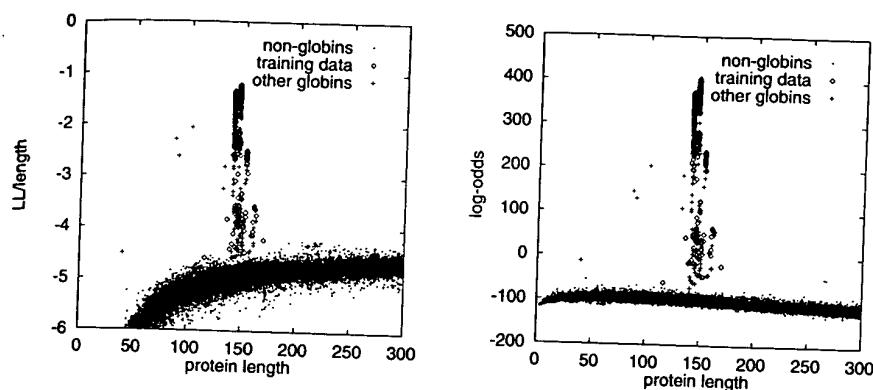 0
-1
-2
-3
-4
-5
-6
LL/length
0
50
100
150
200
250
300
protein length
non-globins
training data
other globins
500
400
300
200
100
0
-100
-200
log-odds
0
50
100
150
200
250
300
protein length
non-globins
training data
other globins